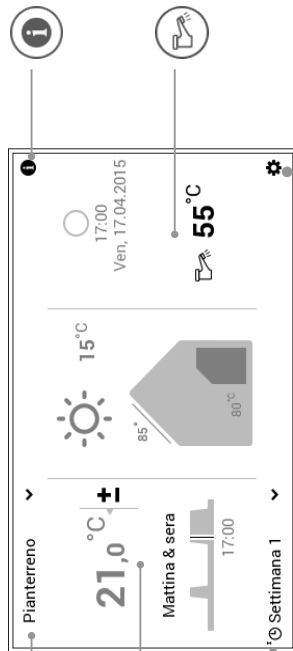 Pianterreno
21,0 °C
±
Mattina & sera
17:00
Settimana 1
15°C
85°
80°C
17:00
Ven, 17.04.2015
55°C
i
i